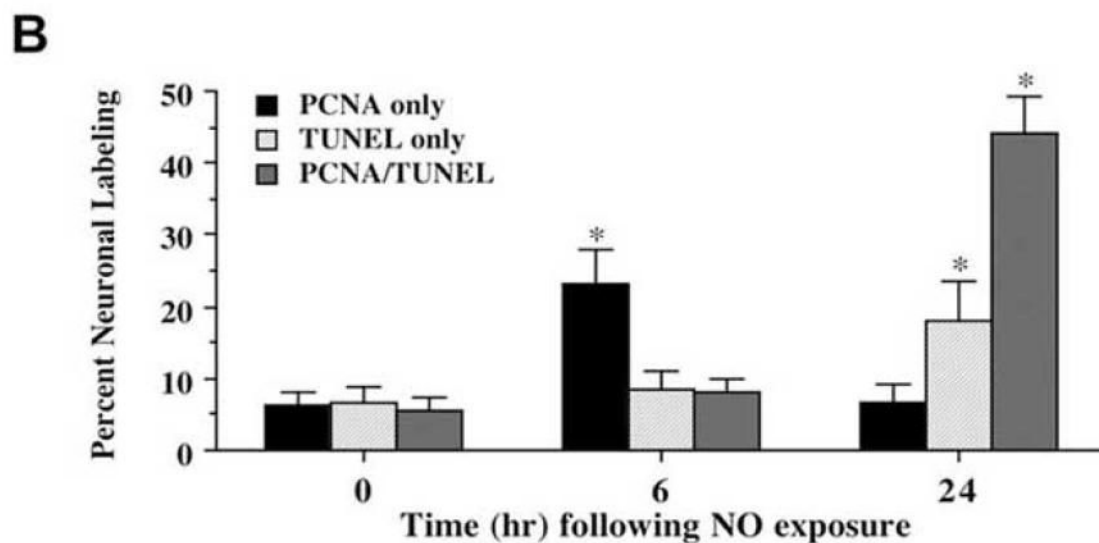 B
Percent Neuronal Labeling
50
40
30
20
10
0
PCNA only
TUNEL only
PCNA/TUNEL
*
*
*
0 6 24
Time (hr) following NO exposure